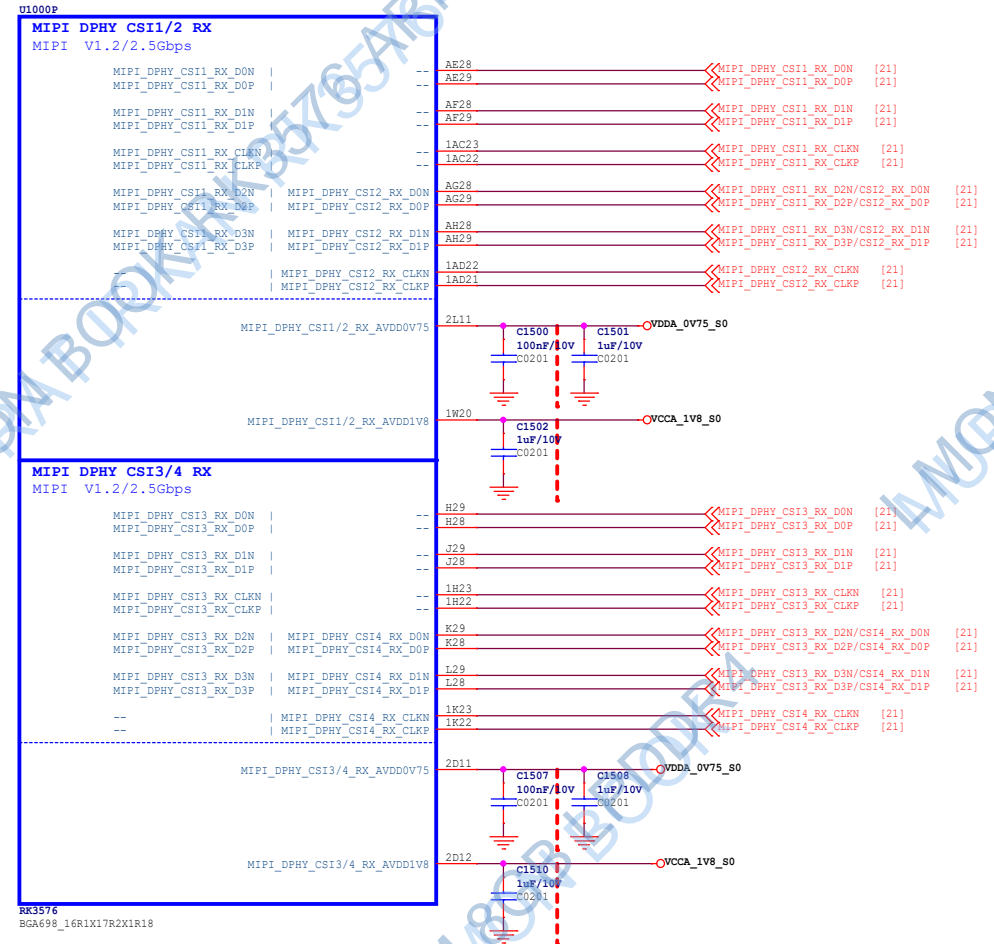 U1000P
MIPI DPHY CSI1/2 RX
MIPI V1.2/2.5Gbps
MIPI_DPHY_CSI1_RX_D0N | -- AE28 MIPI_DPHY_CSI1_RX_D0N [21]
MIPI_DPHY_CSI1_RX_D0P | -- AE29 MIPI_DPHY_CSI1_RX_D0P [21]
MIPI_DPHY_CSI1_RX_D1N | -- AF28 MIPI_DPHY_CSI1_RX_D1N [21]
MIPI_DPHY_CSI1_RX_D1P | -- AF29 MIPI_DPHY_CSI1_RX_D1P [21]
MIPI_DPHY_CSI1_RX_CLKN | -- 1AC23 MIPI_DPHY_CSI1_RX_CLKN [21]
MIPI_DPHY_CSI1_RX_CLKP | -- 1AC22 MIPI_DPHY_CSI1_RX_CLKP [21]
MIPI_DPHY_CSI1_RX_D2N | MIPI_DPHY_CSI2_RX_D0N AG28 MIPI_DPHY_CSI1_RX_D2N/CSI2_RX_D0N [21]
MIPI_DPHY_CSI1_RX_D2P | MIPI_DPHY_CSI2_RX_D0P AG29 MIPI_DPHY_CSI1_RX_D2P/CSI2_RX_D0P [21]
MIPI_DPHY_CSI1_RX_D3N | MIPI_DPHY_CSI2_RX_D1N AH28 MIPI_DPHY_CSI1_RX_D3N/CSI2_RX_D1N [21]
MIPI_DPHY_CSI1_RX_D3P | MIPI_DPHY_CSI2_RX_D1P AH29 MIPI_DPHY_CSI1_RX_D3P/CSI2_RX_D1P [21]
-- | MIPI_DPHY_CSI2_RX_CLKN 1AD22 MIPI_DPHY_CSI2_RX_CLKN [21]
-- | MIPI_DPHY_CSI2_RX_CLKP 1AD21 MIPI_DPHY_CSI2_RX_CLKP [21]
MIPI_DPHY_CSI1/2_RX_AVDD0V75 2L11 VDDA_0V75_S0
C1500 C1501
100nF/10V 1uF/10V
C0201 C0201
MIPI_DPHY_CSI1/2_RX_AVDD1V8 1W20 VCCA_1V8_S0
C1502
1uF/10V
C0201
MIPI DPHY CSI3/4 RX
MIPI V1.2/2.5Gbps
MIPI_DPHY_CSI3_RX_D0N | -- H29 MIPI_DPHY_CSI3_RX_D0N [21]
MIPI_DPHY_CSI3_RX_D0P | -- H28 MIPI_DPHY_CSI3_RX_D0P [21]
MIPI_DPHY_CSI3_RX_D1N | -- J29 MIPI_DPHY_CSI3_RX_D1N [21]
MIPI_DPHY_CSI3_RX_D1P | -- J28 MIPI_DPHY_CSI3_RX_D1P [21]
MIPI_DPHY_CSI3_RX_CLKN | -- 1H23 MIPI_DPHY_CSI3_RX_CLKN [21]
MIPI_DPHY_CSI3_RX_CLKP | -- 1H22 MIPI_DPHY_CSI3_RX_CLKP [21]
MIPI_DPHY_CSI3_RX_D2N | MIPI_DPHY_CSI4_RX_D0N K29 MIPI_DPHY_CSI3_RX_D2N/CSI4_RX_D0N [21]
MIPI_DPHY_CSI3_RX_D2P | MIPI_DPHY_CSI4_RX_D0P K28 MIPI_DPHY_CSI3_RX_D2P/CSI4_RX_D0P [21]
MIPI_DPHY_CSI3_RX_D3N | MIPI_DPHY_CSI4_RX_D1N L29 MIPI_DPHY_CSI3_RX_D3N/CSI4_RX_D1N [21]
MIPI_DPHY_CSI3_RX_D3P | MIPI_DPHY_CSI4_RX_D1P L28 MIPI_DPHY_CSI3_RX_D3P/CSI4_RX_D1P [21]
-- | MIPI_DPHY_CSI4_RX_CLKN 1K23 MIPI_DPHY_CSI4_RX_CLKN [21]
-- | MIPI_DPHY_CSI4_RX_CLKP 1K22 MIPI_DPHY_CSI4_RX_CLKP [21]
MIPI_DPHY_CSI3/4_RX_AVDD0V75 2D11 VDDA_0V75_S0
C1507 C1508
100nF/10V 1uF/10V
C0201 C0201
MIPI_DPHY_CSI3/4_RX_AVDD1V8 2D12 VCCA_1V8_S0
C1510
1uF/10V
C0201
RK3576
BGA698_16R1X17R2X1R18
BOOK RK3576
LPDDR4